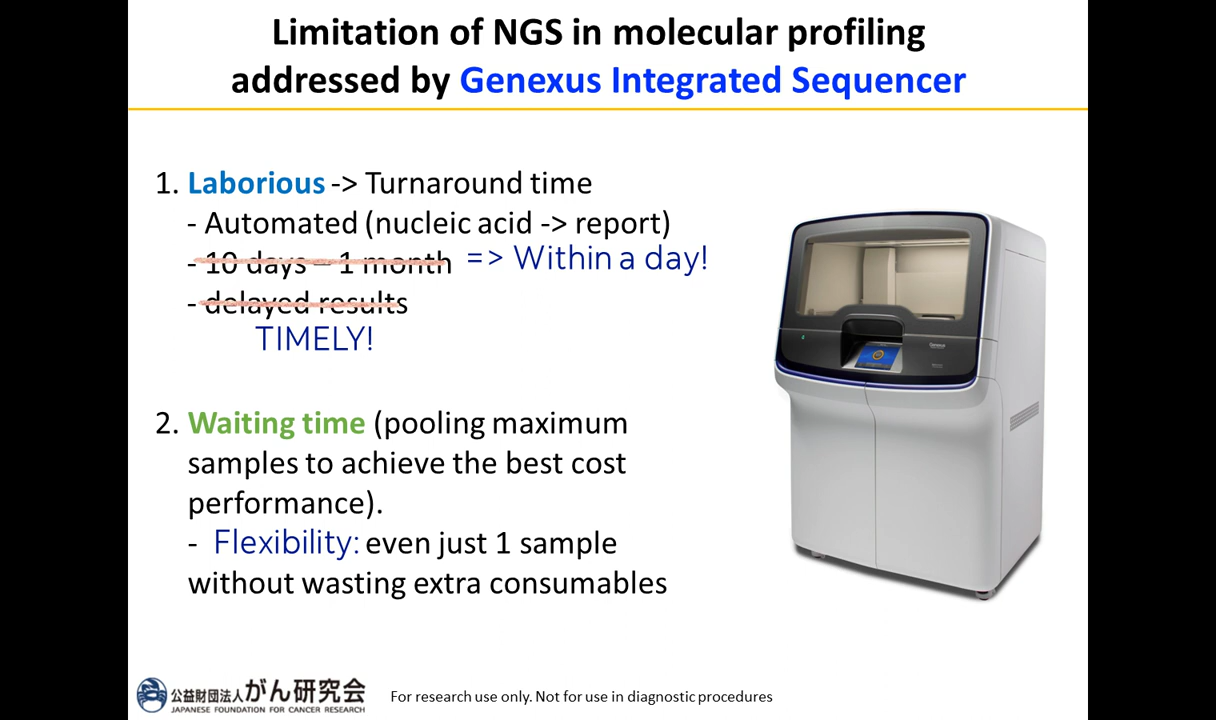 Limitation of NGS in molecular profiling
addressed by Genexus Integrated Sequencer
1. Laborious -> Turnaround time
- Automated (nucleic acid -> report)
- 10 days – 1 month => Within a day!
- delayed results
TIMELY!
2. Waiting time (pooling maximum
samples to achieve the best cost
performance).
- Flexibility: even just 1 sample
without wasting extra consumables
公益財団法人がん研究会
JAPANESE FOUNDATION FOR CANCER RESEARCH
For research use only. Not for use in diagnostic procedures